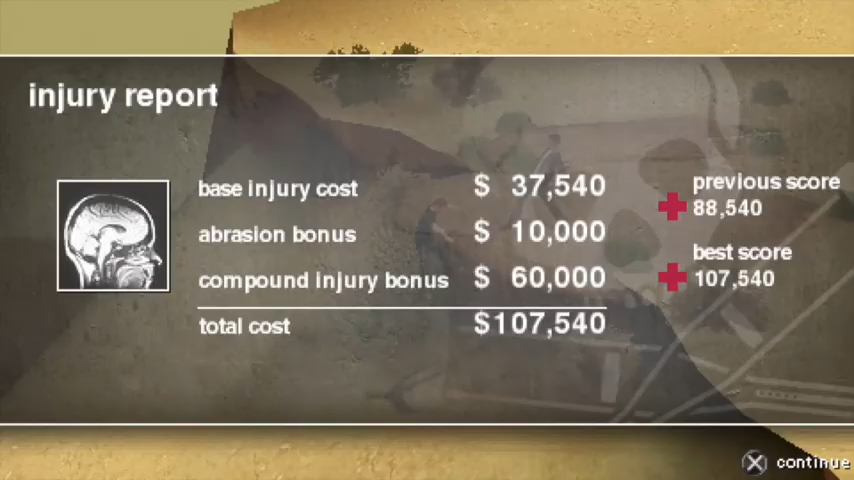 injury report
base injury cost $ 37,540
abrasion bonus $ 10,000
compound injury bonus $ 60,000
total cost $107,540
previous score
88,540
best score
107,540
continue